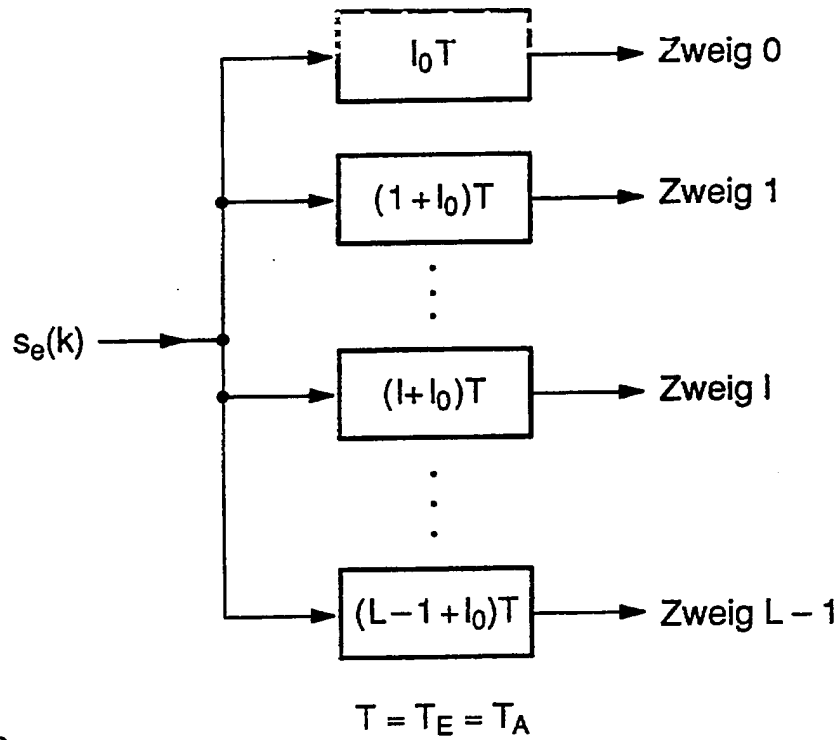 l₀T
Zweig 0
(1+l₀)T
Zweig 1
sₑ(k)
(l+l₀)T
Zweig l
(L−1+l₀)T
Zweig L−1
T = T_E = T_A